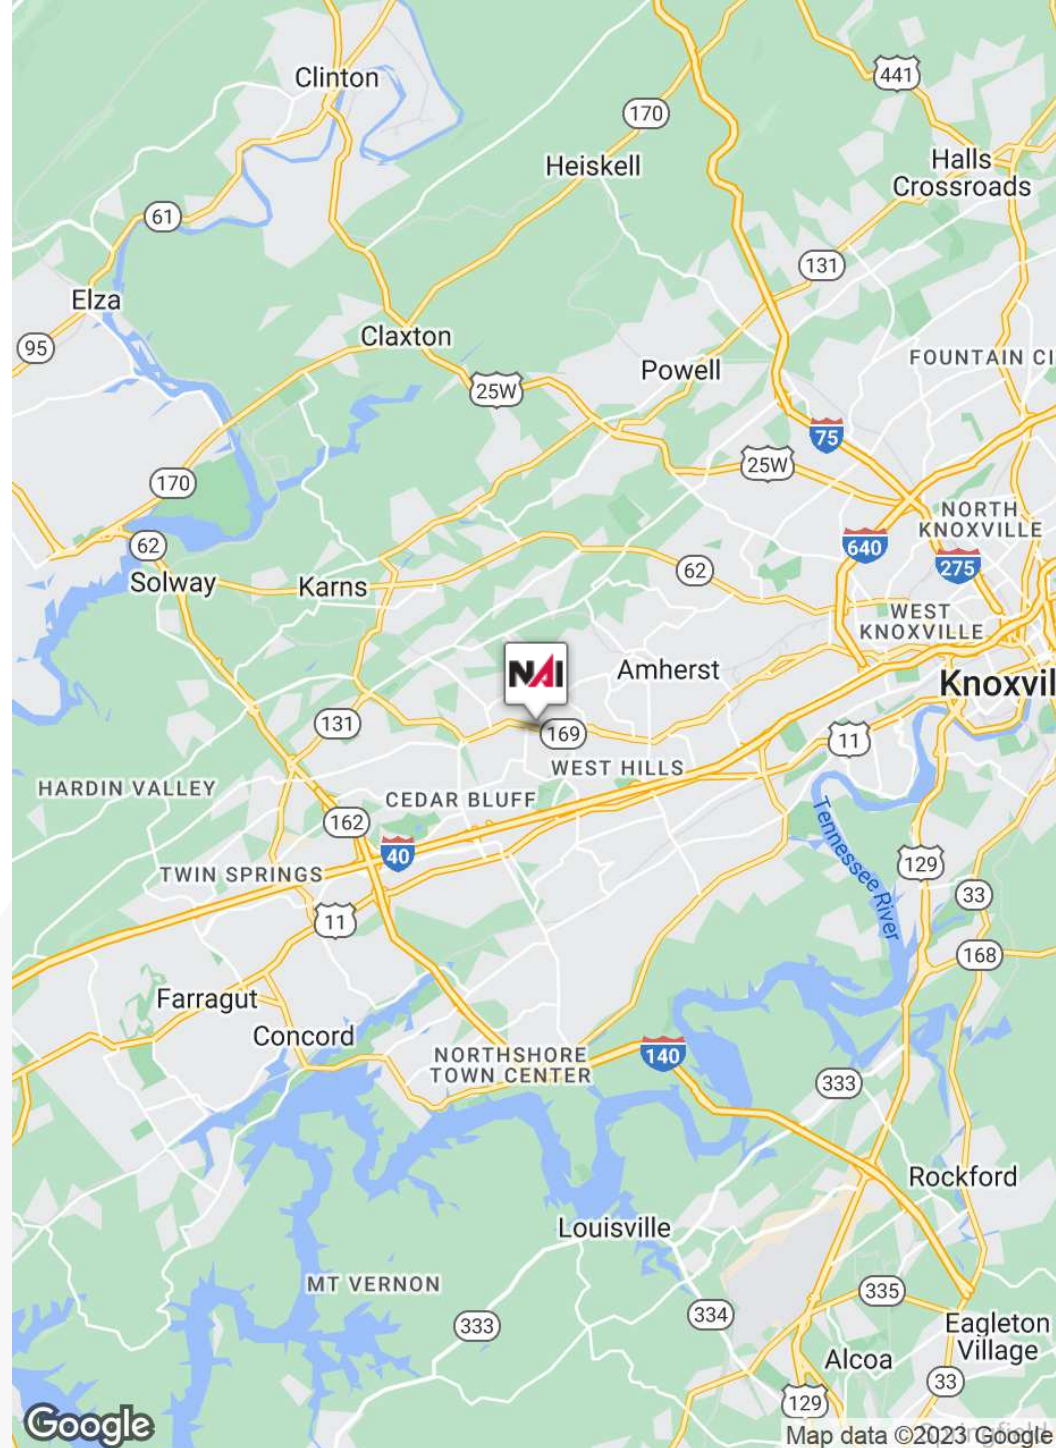 Clinton
441
170
Heiskell
Halls
Crossroads
61
131
Elza
95
Claxton
FOUNTAIN CI
Powell
25W
75
25W
170
NORTH
KNOXVILLE
62
640
275
62
Solway
Karns
WEST
KNOXVILLE
NAI
Amherst
Knoxvil
131
169
11
WEST HILLS
HARDIN VALLEY
CEDAR BLUFF
162
Tennessee River
40
129
TWIN SPRINGS
33
11
168
Farragut
Concord
NORTHSHORE
TOWN CENTER
140
333
Rockford
Louisville
MT VERNON
335
334
333
Eagleton
Village
Alcoa
33
129
Google
Map data ©2023 Google